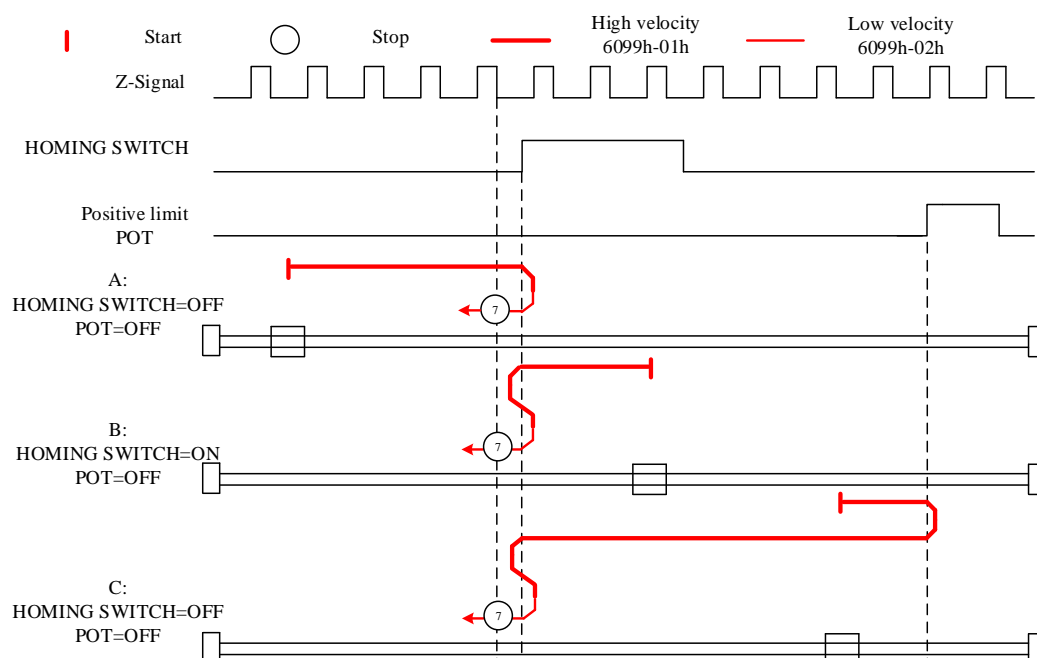 Start
Stop
High velocity
6099h-01h
Low velocity
6099h-02h
Z-Signal
HOMING SWITCH
Positive limit
POT
A:
HOMING SWITCH=OFF
POT=OFF
7
B:
HOMING SWITCH=ON
POT=OFF
7
C:
HOMING SWITCH=OFF
POT=OFF
7